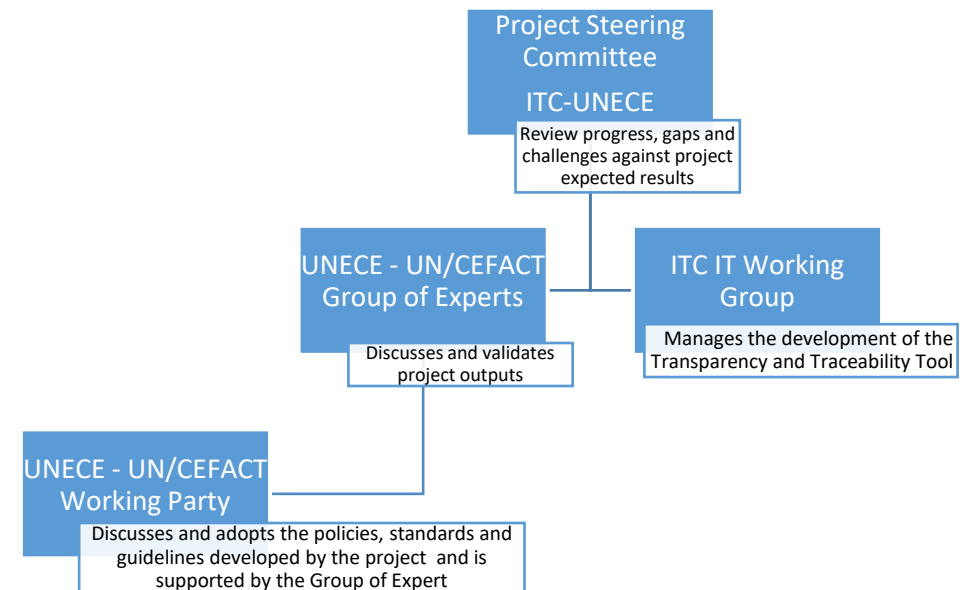 Project Steering
Committee
ITC-UNECE
Review progress, gaps and
challenges against project
expected results
UNECE - UN/CEFACT
Group of Experts
Discusses and validates
project outputs
ITC IT Working
Group
Manages the development of the
Transparency and Traceability Tool
UNECE - UN/CEFACT
Working Party
Discusses and adopts the policies, standards and
guidelines developed by the project and is
supported by the Group of Expert